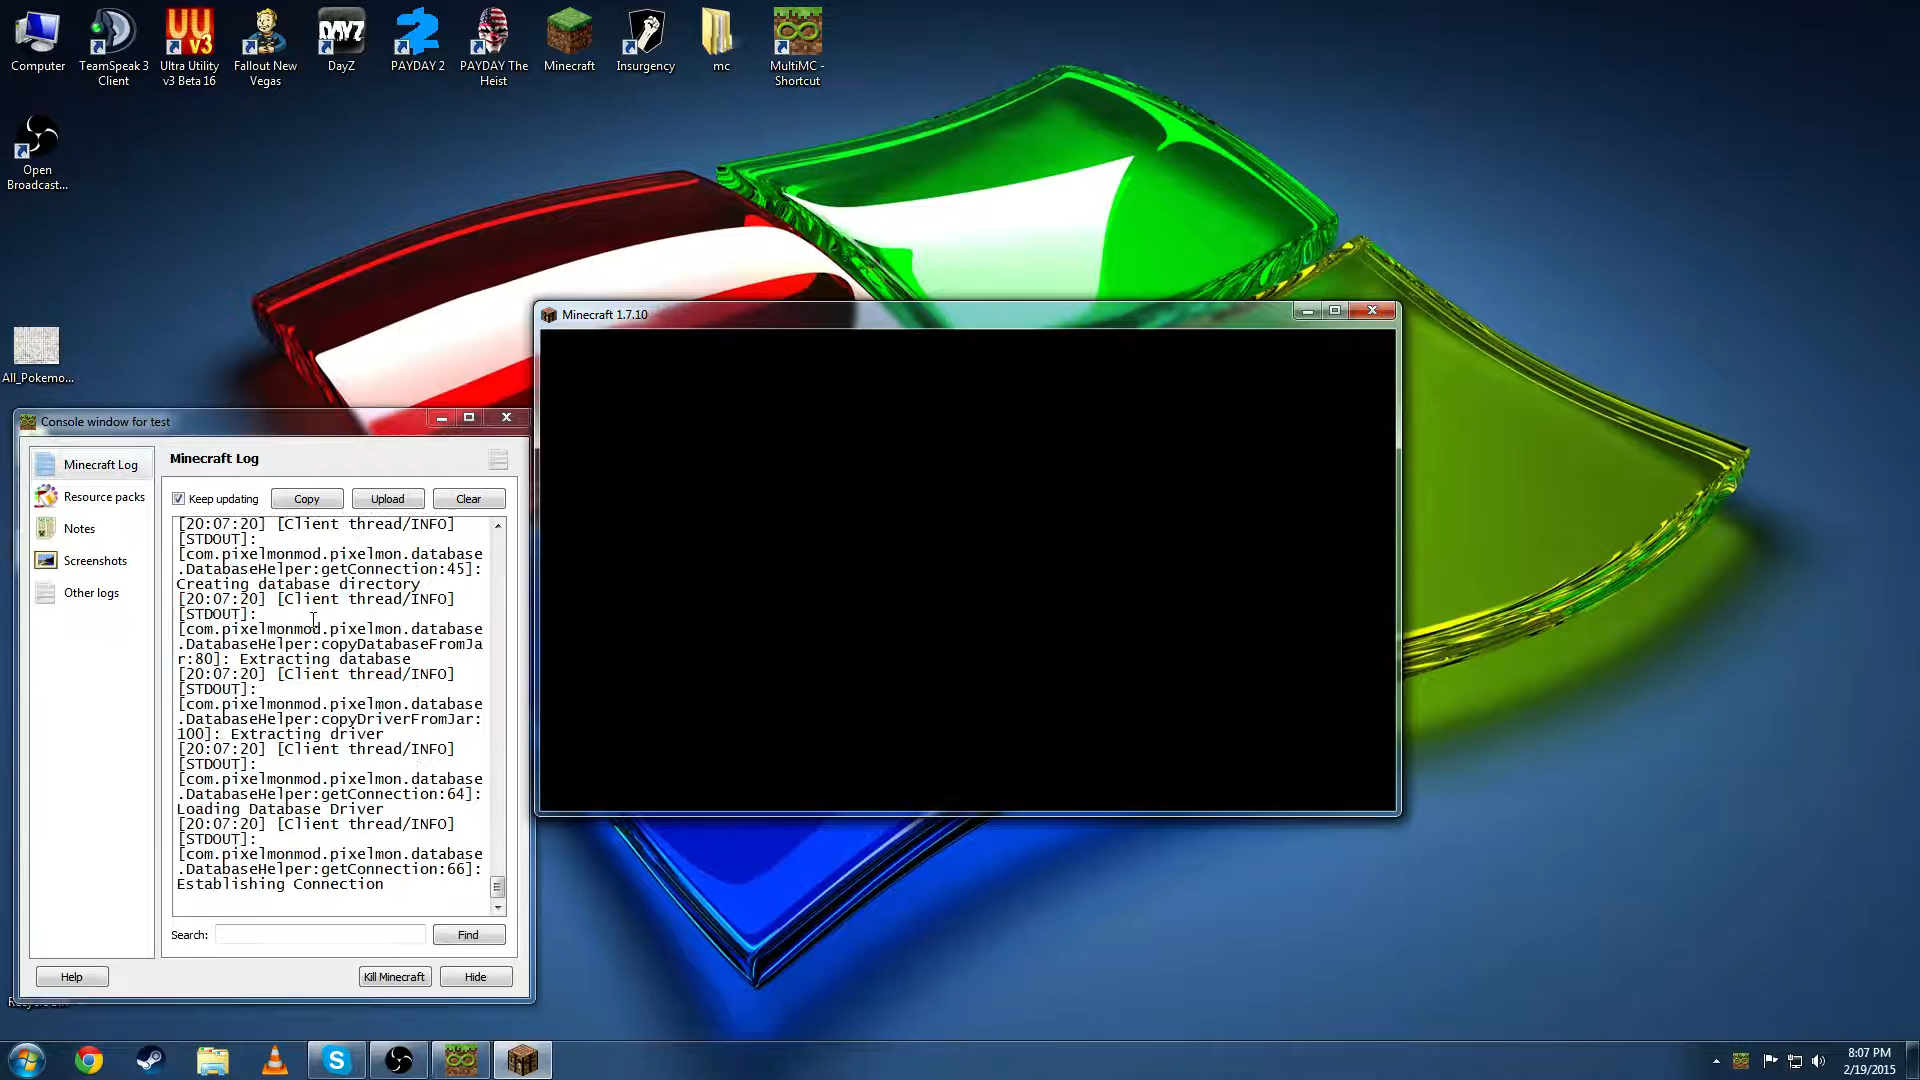 Computer
TeamSpeak 3
Client
Ultra Utility
v3 Beta 16
Fallout New
Vegas
DAYZ
DayZ
PAYDAY 2
PAYDAY The
Heist
Minecraft
Insurgency
mc
MultiMC -
Shortcut
Open
Broadcast...
All_Pokemo...
Minecraft 1.7.10
Console window for test
Minecraft Log
Resource packs
Notes
Screenshots
Other logs
Minecraft Log
Keep updating
Copy
Upload
Clear
[20:07:20] [Client thread/INFO]
[STDOUT]:
[com.pixelmonmod.pixelmon.database
.DatabaseHelper:getConnection:45]:
Creating database directory
[20:07:20] [Client thread/INFO]
[STDOUT]:
[com.pixelmonmod.pixelmon.database
.DatabaseHelper:copyDatabaseFromJa
r:80]: Extracting database
[20:07:20] [Client thread/INFO]
[STDOUT]:
[com.pixelmonmod.pixelmon.database
.DatabaseHelper:copyDriverFromJar:
100]: Extracting driver
[20:07:20] [Client thread/INFO]
[STDOUT]:
[com.pixelmonmod.pixelmon.database
.DatabaseHelper:getConnection:64]:
Loading Database Driver
[20:07:20] [Client thread/INFO]
[STDOUT]:
[com.pixelmonmod.pixelmon.database
.DatabaseHelper:getConnection:66]:
Establishing Connection
Search:
Find
Help
Kill Minecraft
Hide
8:07 PM
2/19/2015